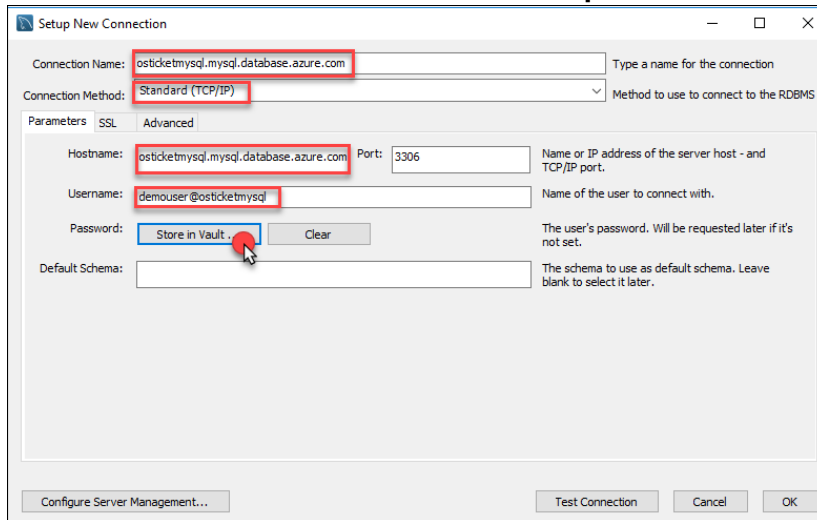 Setup New Connection
Connection Name: osticketmysql.mysql.database.azure.com Type a name for the connection
Connection Method: Standard (TCP/IP) Method to use to connect to the RDBMS
Parameters SSL Advanced
Hostname: osticketmysql.mysql.database.azure.com Port: 3306 Name or IP address of the server host - and
TCP/IP port.
Username: demouser@osticketmysql Name of the user to connect with.
Password: Store in Vault .. Clear The user's password. Will be requested later if it's
not set.
Default Schema: The schema to use as default schema. Leave
blank to select it later.
Configure Server Management... Test Connection Cancel OK